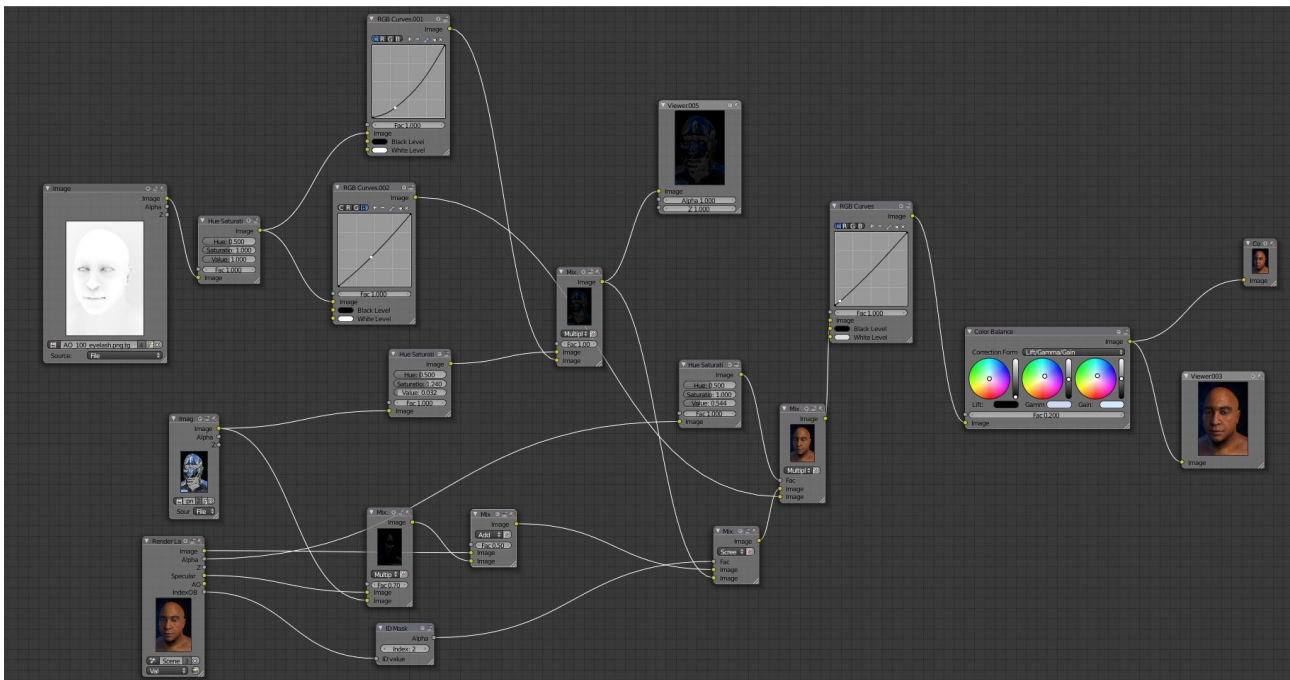 RGB Curves.001
Image
C R G B
Fac 1.000
Image
Black Level
White Level
Viewer.005
Image
Alpha 1.000
Z 1.000
Image
Image
Alpha
Z
AO_100_eyelash.png.tg 4
Source: File
Hue Saturati
Image
Hue: 0.500
Saturatio: 1.000
Value: 1.000
Fac 1.000
Image
RGB Curves.002
Image
C R G B
Fac 1.000
Image
Black Level
White Level
Mix.
Image
Multipl
Fac 1.00
Image
Image
RGB Curves
Image
C R G B
Fac 1.000
Image
Black Level
White Level
Image
Color Balance
Image
Correction Form Lift/Gamma/Gain
Lift: Gamm Gain:
Fac 0.200
Image
Viewer.003
Image
Hue Saturati
Image
Hue: 0.500
Saturatio: 1.240
Value: 0.032
Fac 1.000
Image
Hue Saturati
Image
Hue: 0.500
Saturatio: 1.000
Value: 0.544
Fac 1.000
Image
Mix.
Image
Multipl
Fac
Image
Image
Imag
Image
Alpha
Z
Sour File
Mix.
Image
Multip
Fac 0.70
Image
Image
Mix
Image
Add
Fac 0.50
Image
Image
Mix.
Image
Scree
Fac
Image
Image
Render La
Image
Alpha
Z
Specular
AO
IndexOB
Scene
Val
ID Mask
Alpha
Index: 2
ID value